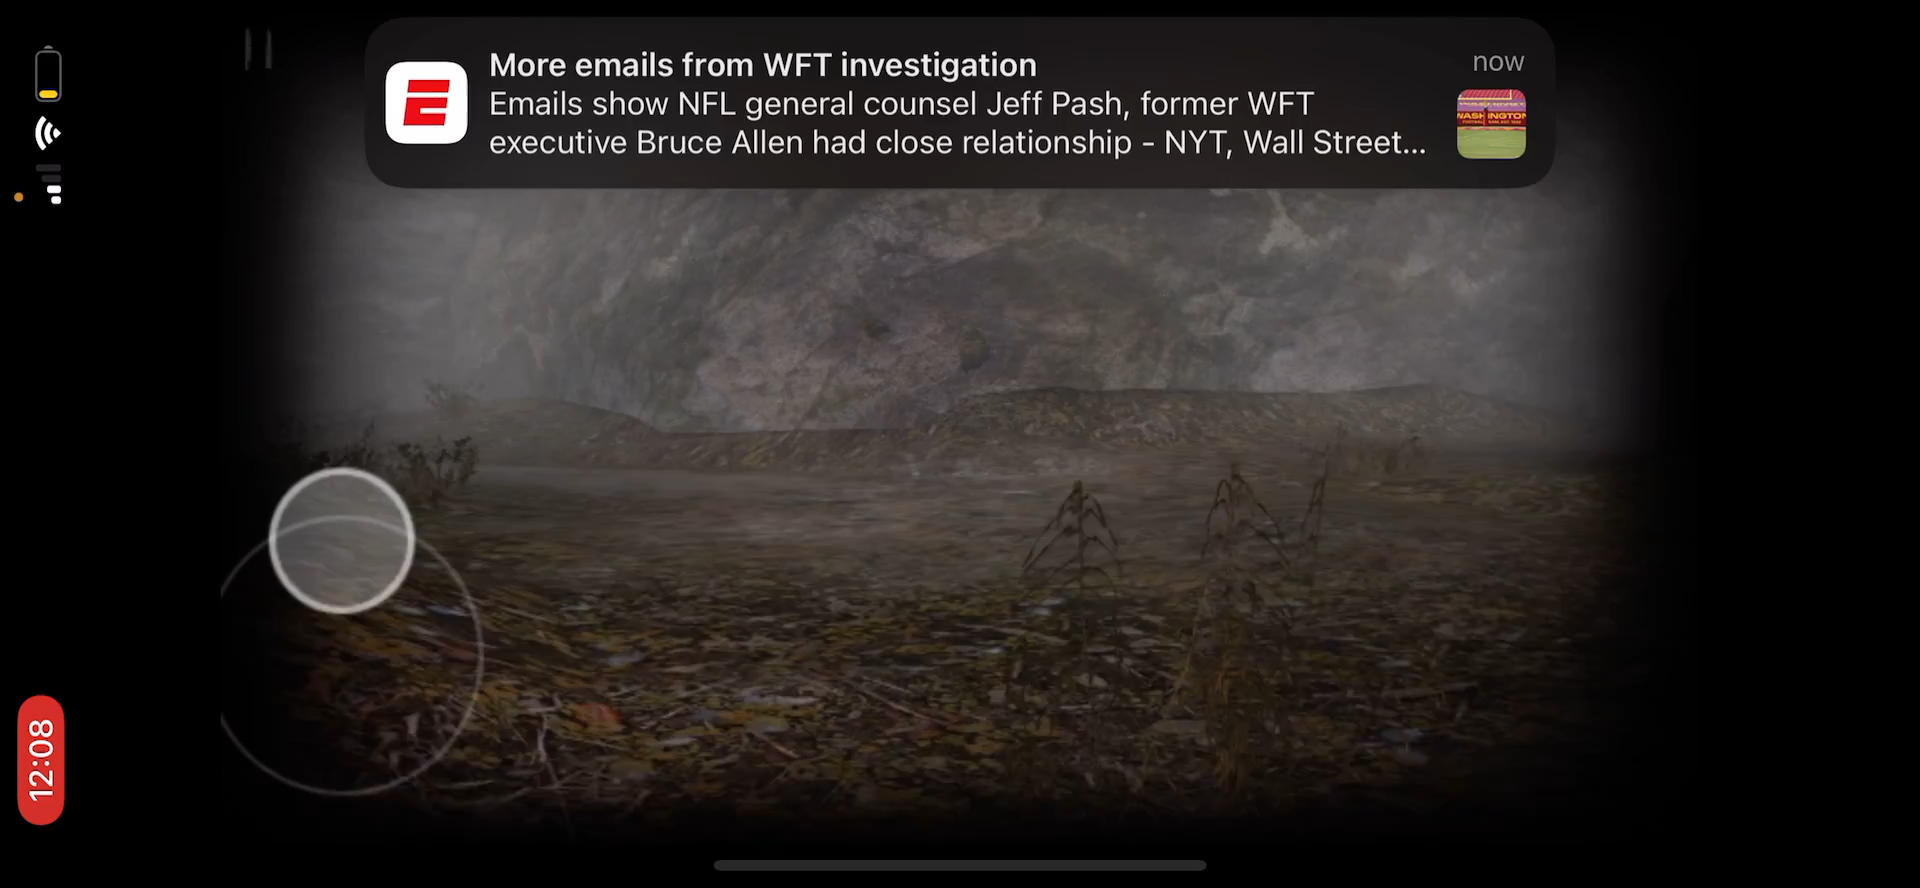 More emails from WFT investigation
now
Emails show NFL general counsel Jeff Pash, former WFT
executive Bruce Allen had close relationship - NYT, Wall Street...
WASHINGTON
12:08